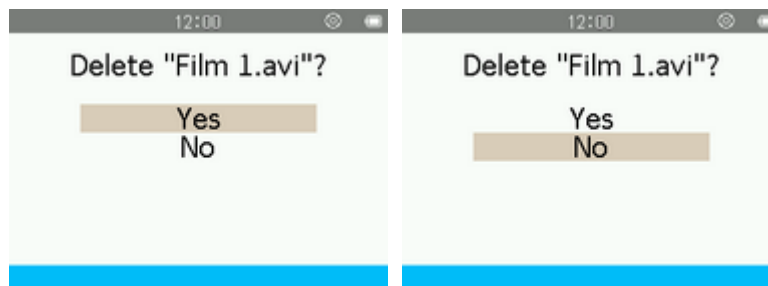 12:00
Delete "Film 1.avi"?
Yes
No
12:00
Delete "Film 1.avi"?
Yes
No